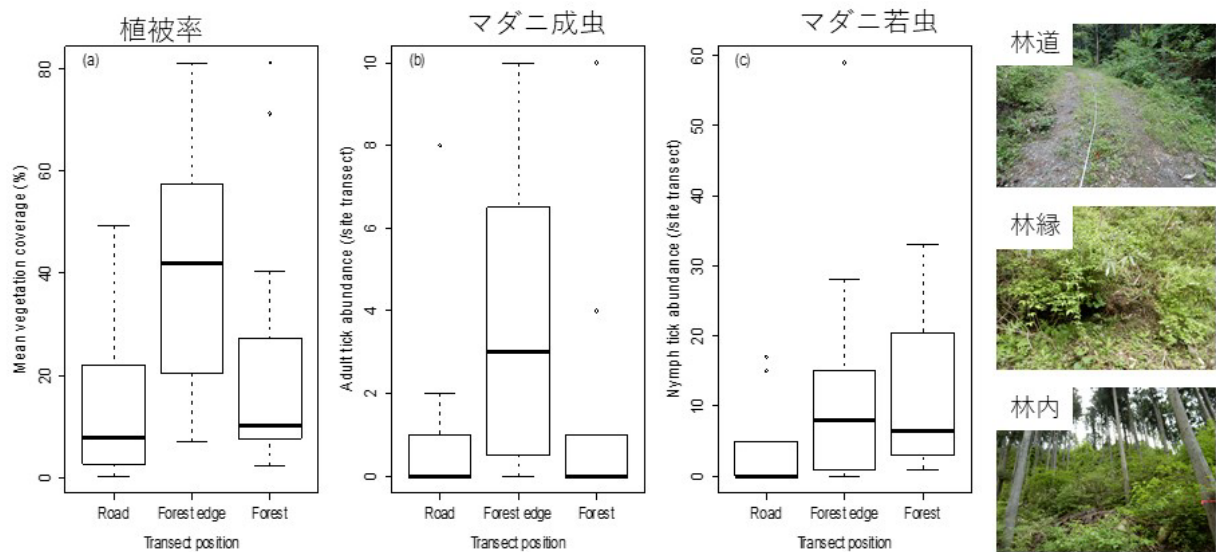 植被率
マダニ成虫
マダニ若虫
(a)
Mean vegetation coverage (%)
80
60
40
20
0
Road
Forest edge
Forest
Transect position
(b)
Adult tick abundance (/site transect)
10
8
6
4
2
0
Road
Forest edge
Forest
Transect position
(c)
Nymph tick abundance (/site transect)
60
50
40
30
20
10
0
Road
Forest edge
Forest
Transect position
林道
林縁
林内